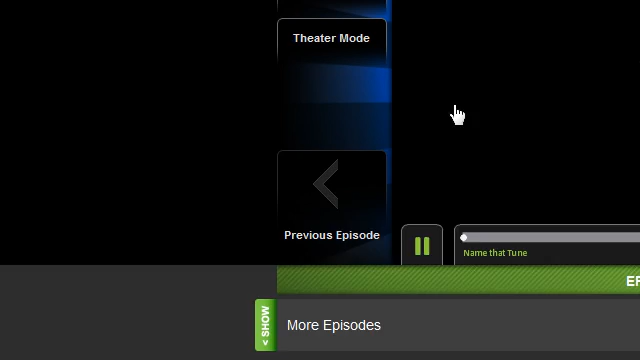 Theater Mode
Previous Episode
Name that Tune
< SHOW
More Episodes